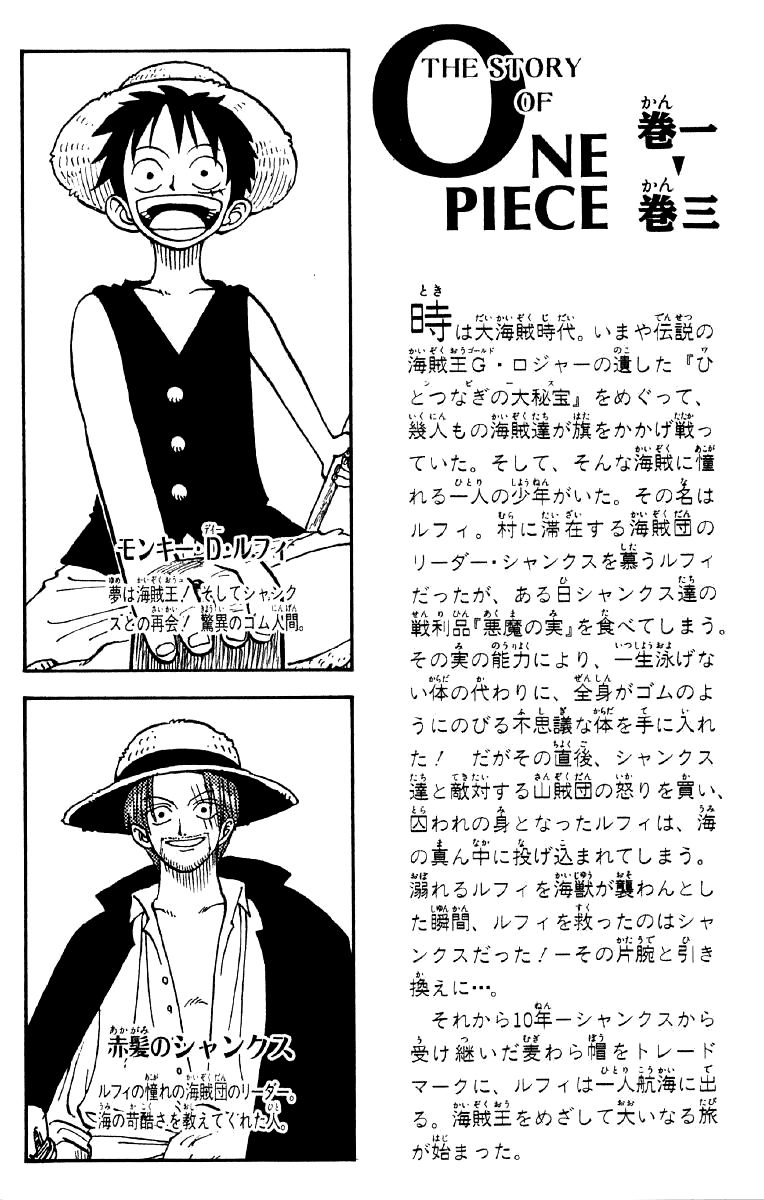 THE STORY
OF
ONE
PIECE
巻一
▼
巻三
時は大海賊時代。いまや伝説の
海賊王G・ロジャーの遺した『ひ
とつなぎの大秘宝』をめぐって、
幾人もの海賊達が旗をかかげ戦っ
ていた。そして、そんな海賊に憧
れる一人の少年がいた。その名は
ルフィ。村に滞在する海賊団の
リーダー・シャンクスを慕うルフィ
だったが、ある日シャンクス達の
戦利品『悪魔の実』を食べてしまう。
その実の能力により、一生泳げな
い体の代わりに、全身がゴムのよ
うにのびる不思議な体を手に入れ
た！　だがその直後、シャンクス
達と敵対する山賊団の怒りを買い、
囚われの身となったルフィは、海
の真ん中に投げ込まれてしまう。
溺れるルフィを海獣が襲わんとし
た瞬間、ルフィを救ったのはシャ
ンクスだった！ーその片腕と引き
換えに…。
それから10年ーシャンクスから
受け継いだ麦わら帽をトレード
マークに、ルフィは一人航海に出
る。海賊王をめざして大いなる旅
が始まった。
モンキー・D・ルフィ
夢は海賊王！そしてシャンク
スとの再会！驚異のゴム人間。
赤髪のシャンクス
ルフィの憧れの海賊団のリーダー。
海の苛酷さを教えてくれた人。